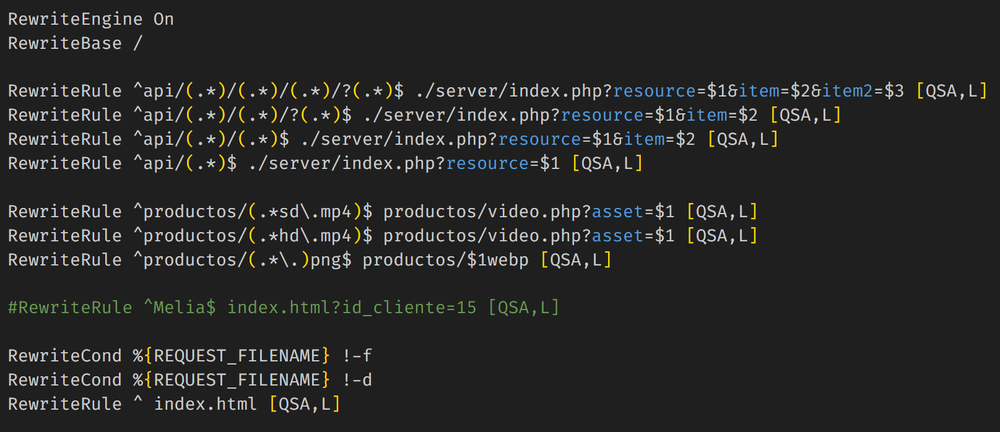 RewriteEngine On
RewriteBase /
RewriteRule ^api/(.*)/(.*)/(.*)/?(.*)$ ./server/index.php?resource=$1&item=$2&item2=$3 [QSA,L]
RewriteRule ^api/(.*)/(.*)/?(.*)$ ./server/index.php?resource=$1&item=$2 [QSA,L]
RewriteRule ^api/(.*)/(.*)$ ./server/index.php?resource=$1&item=$2 [QSA,L]
RewriteRule ^api/(.*)$ ./server/index.php?resource=$1 [QSA,L]
RewriteRule ^productos/(.*sd\.mp4)$ productos/video.php?asset=$1 [QSA,L]
RewriteRule ^productos/(.*hd\.mp4)$ productos/video.php?asset=$1 [QSA,L]
RewriteRule ^productos/(.*\.)png$ productos/$1webp [QSA,L]
#RewriteRule ^Melia$ index.html?id_cliente=15 [QSA,L]
RewriteCond %{REQUEST_FILENAME} !-f
RewriteCond %{REQUEST_FILENAME} !-d
RewriteRule ^ index.html [QSA,L]